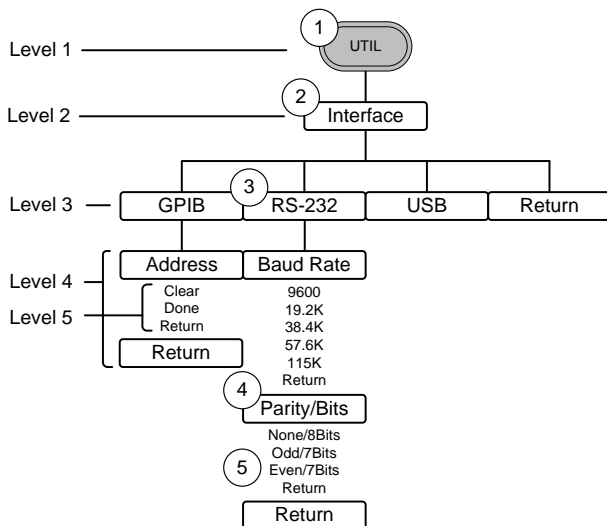 1
UTIL
Level 1
2
Interface
Level 2
3
Level 3
GPIB
RS-232
USB
Return
Address
Baud Rate
Level 4
Level 5
Clear
Done
Return
Return
9600
19.2K
38.4K
57.6K
115K
Return
4
Parity/Bits
None/8Bits
Odd/7Bits
5
Even/7Bits
Return
Return